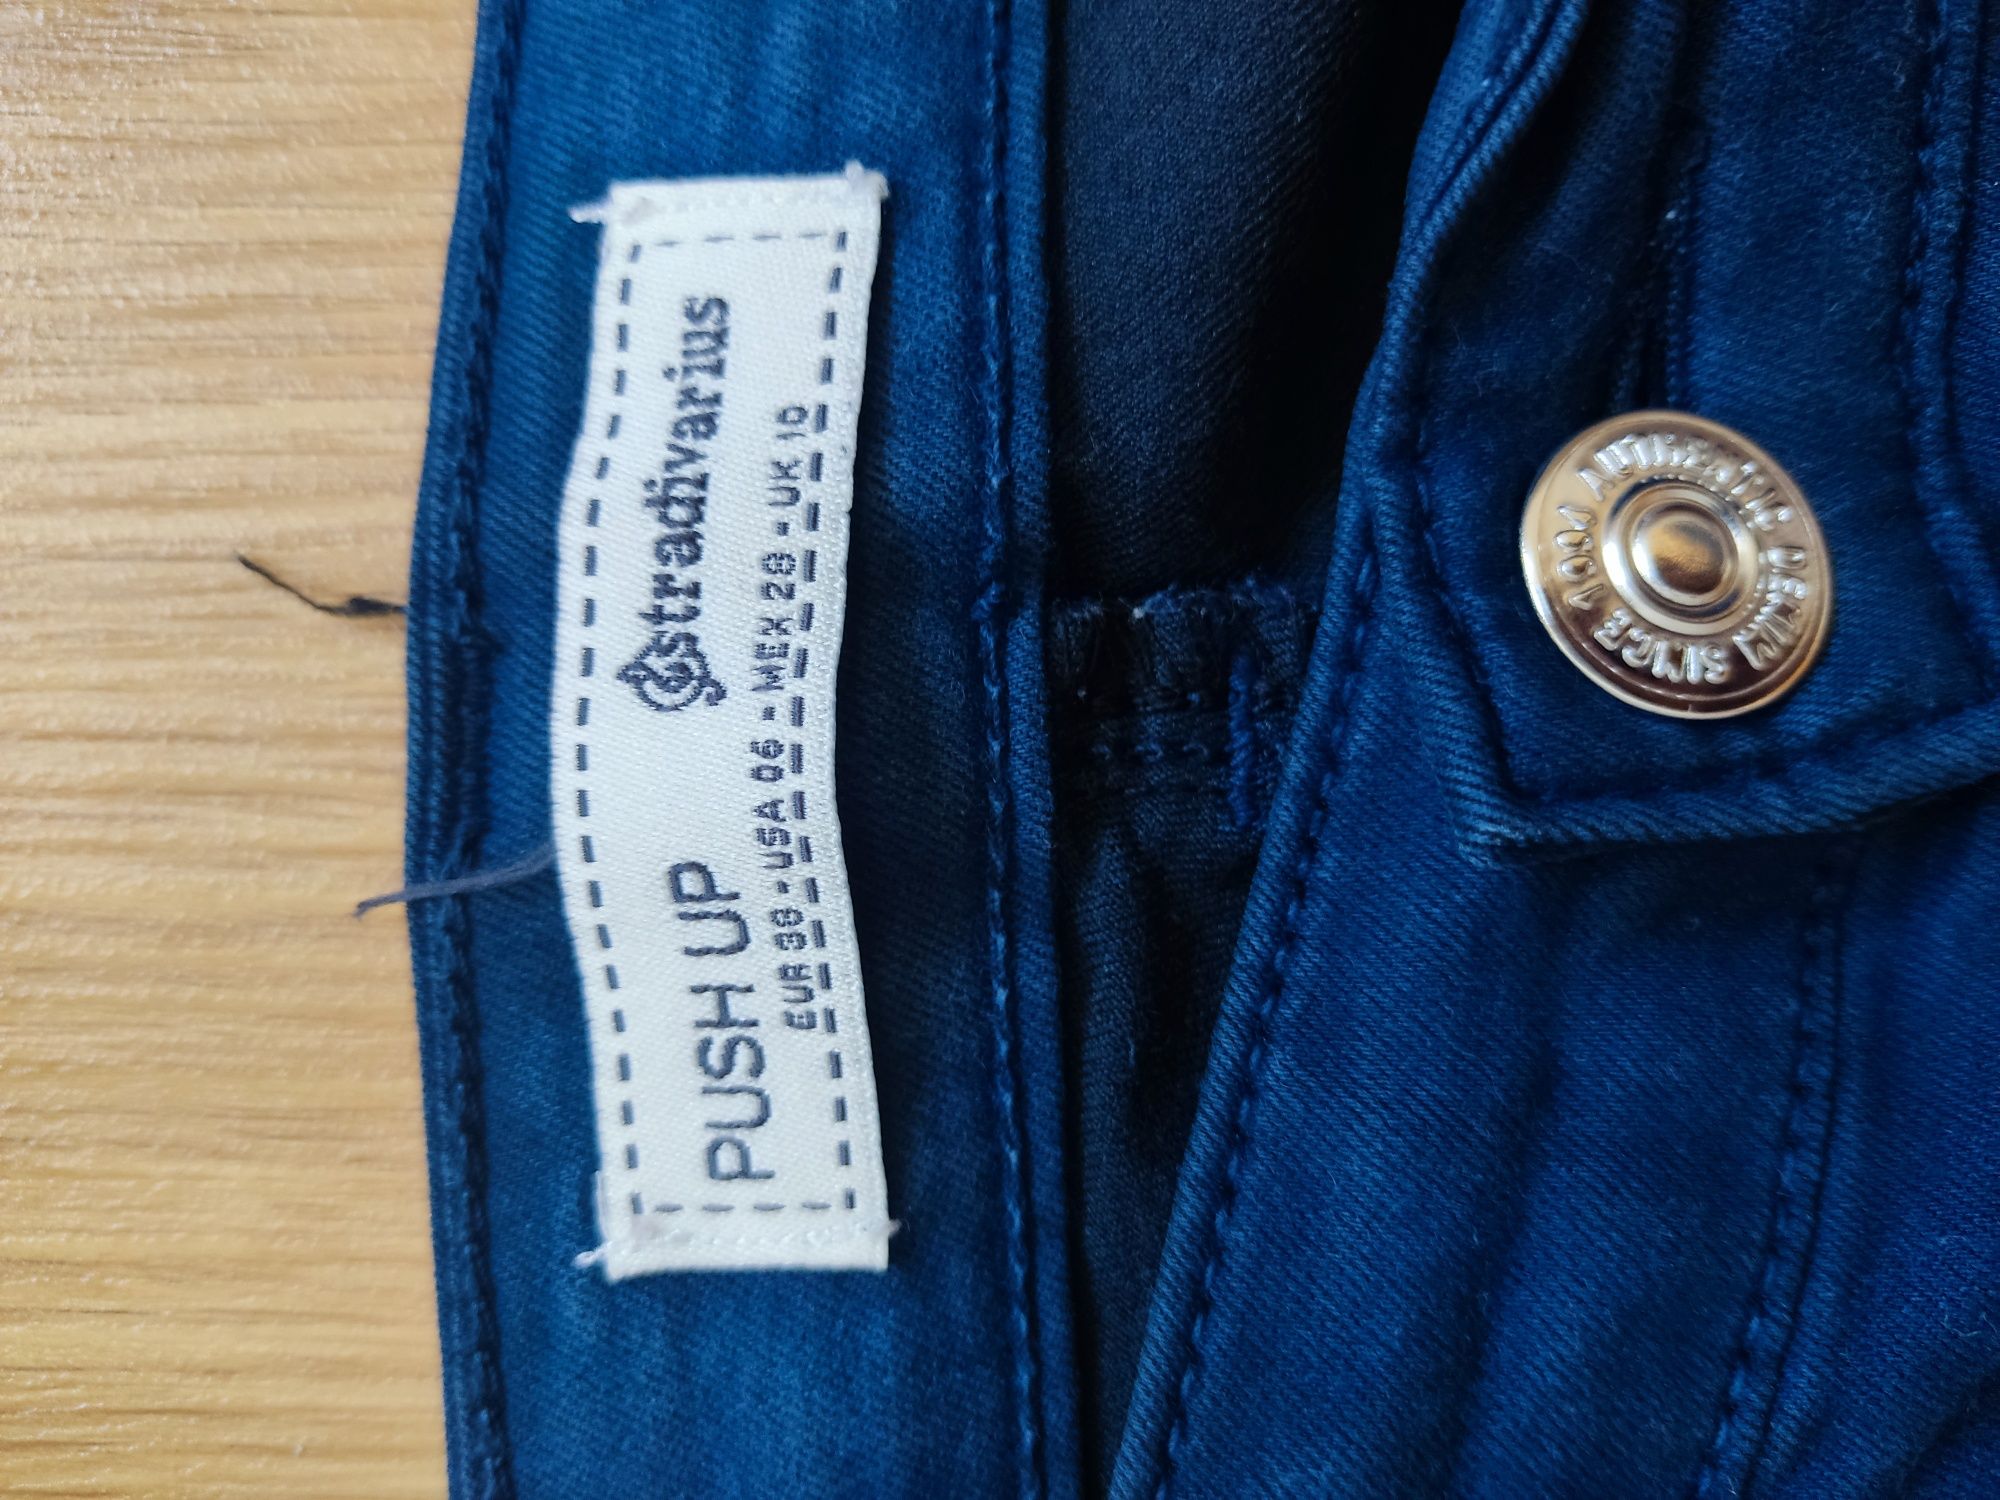 stradivarius
PUSH UP
EUR 38 - USA 06 - MEX 28 - UK 10
AUTHENTIC DENIM SINCE 1994